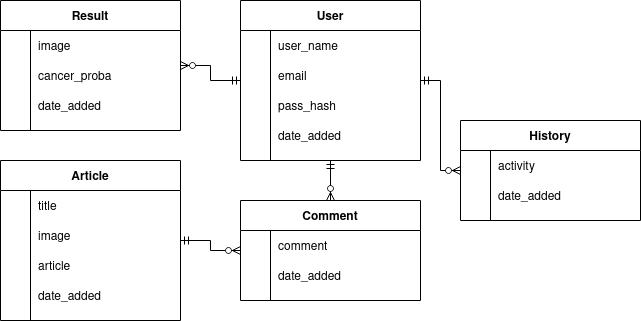 Result
image
cancer_proba
date_added
User
user_name
email
pass_hash
date_added
History
activity
date_added
Article
title
image
article
date_added
Comment
comment
date_added